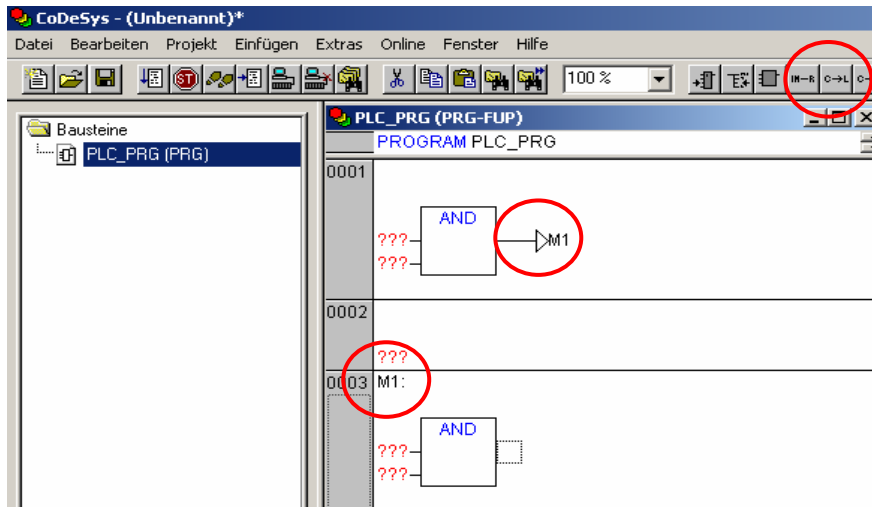 CoDeSys - (Unbenannt)*
Datei Bearbeiten Projekt Einfügen Extras Online Fenster Hilfe
100 %
IN-R C→L
Bausteine
PLC_PRG (PRG)
PLC_PRG (PRG-FUP)
PROGRAM PLC_PRG
0001
AND
???
???
M1
0002
???
0003 M1:
AND
???
???